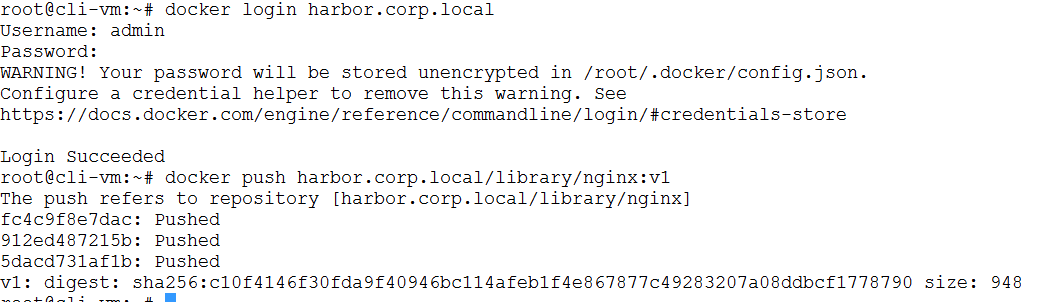 root@cli-vm:~# docker login harbor.corp.local
Username: admin
Password:
WARNING! Your password will be stored unencrypted in /root/.docker/config.json.
Configure a credential helper to remove this warning. See
https://docs.docker.com/engine/reference/commandline/login/#credentials-store
Login Succeeded
root@cli-vm:~# docker push harbor.corp.local/library/nginx:v1
The push refers to repository [harbor.corp.local/library/nginx]
fc4c9f8e7dac: Pushed
912ed487215b: Pushed
5dacd731af1b: Pushed
v1: digest: sha256:c10f4146f30fda9f40946bc114afeb1f4e867877c49283207a08ddbcf1778790 size: 948
root@cli-vm:~#